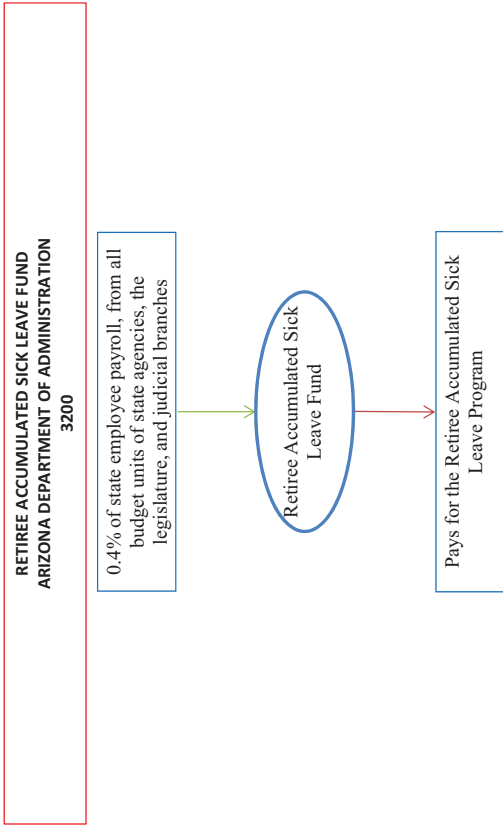 RETIREE ACCUMULATED SICK LEAVE FUND
ARIZONA DEPARTMENT OF ADMINISTRATION
3200
0.4% of state employee payroll, from all
budget units of state agencies, the
legislature, and judicial branches
Retiree Accumulated Sick
Leave Fund
Pays for the Retiree Accumulated Sick
Leave Program